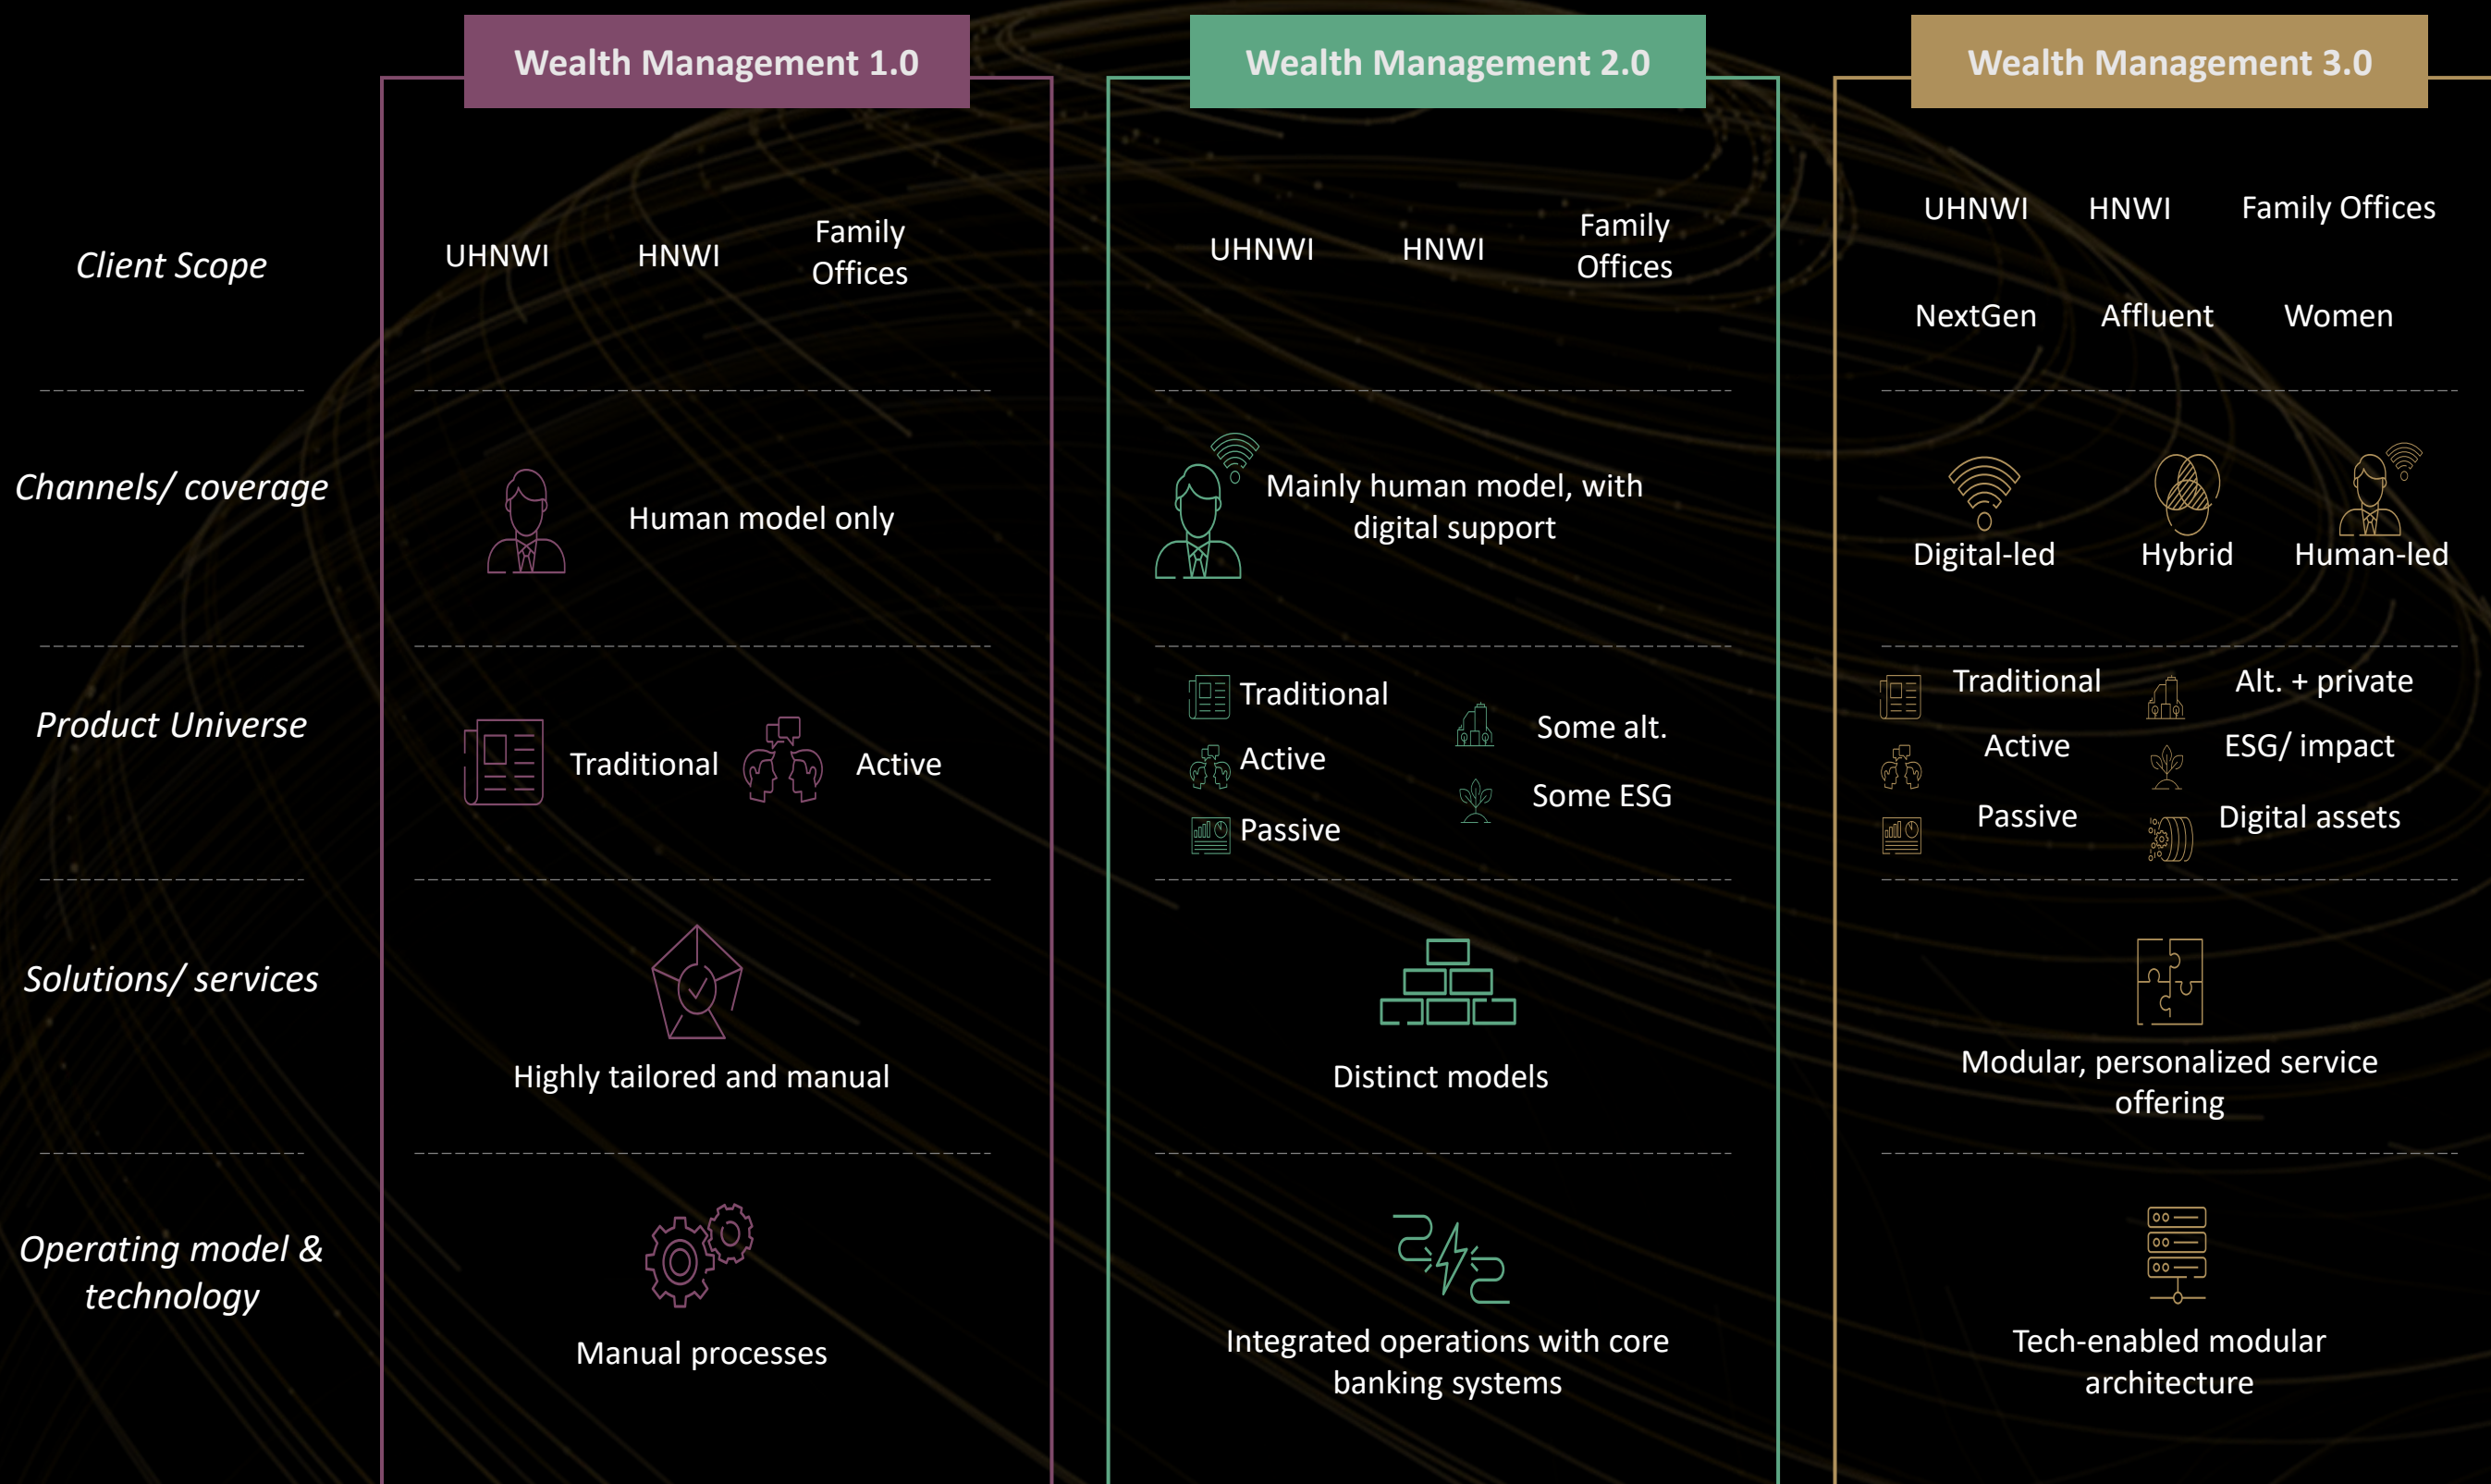 Wealth Management 1.0
Wealth Management 2.0
Wealth Management 3.0
Client Scope
UHNWI
HNWI
Family
Offices
UHNWI
HNWI
Family
Offices
UHNWI
HNWI
Family Offices
NextGen
Affluent
Women
Channels/ coverage
Human model only
Mainly human model, with
digital support
Digital-led
Hybrid
Human-led
Product Universe
Traditional
Active
Traditional
Active
Passive
Some alt.
Some ESG
Traditional
Active
Passive
Alt. + private
ESG/ impact
Digital assets
Solutions/ services
Highly tailored and manual
Distinct models
Modular, personalized service
offering
Operating model &
technology
Manual processes
Integrated operations with core
banking systems
Tech-enabled modular
architecture